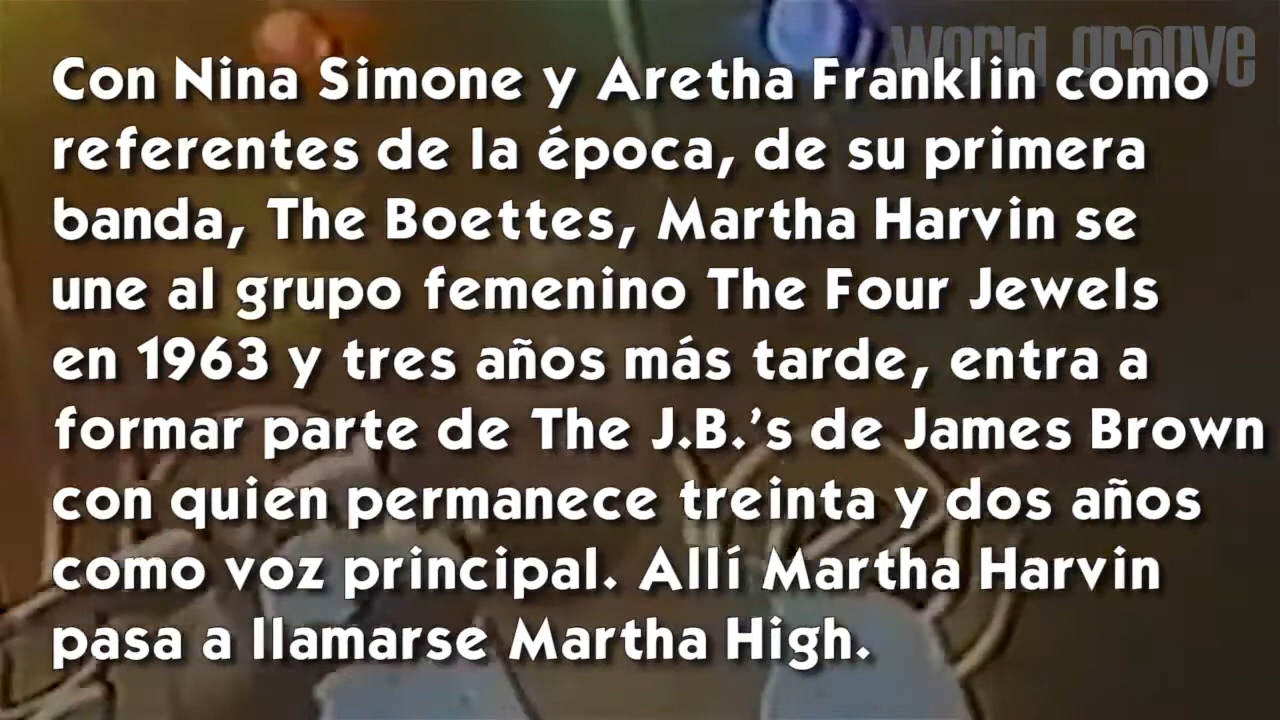 world groove
Con Nina Simone y Aretha Franklin como
referentes de la época, de su primera
banda, The Boettes, Martha Harvin se
une al grupo femenino The Four Jewels
en 1963 y tres años más tarde, entra a
formar parte de The J.B.'s de James Brown
con quien permanece treinta y dos años
como voz principal. Allí Martha Harvin
pasa a llamarse Martha High.